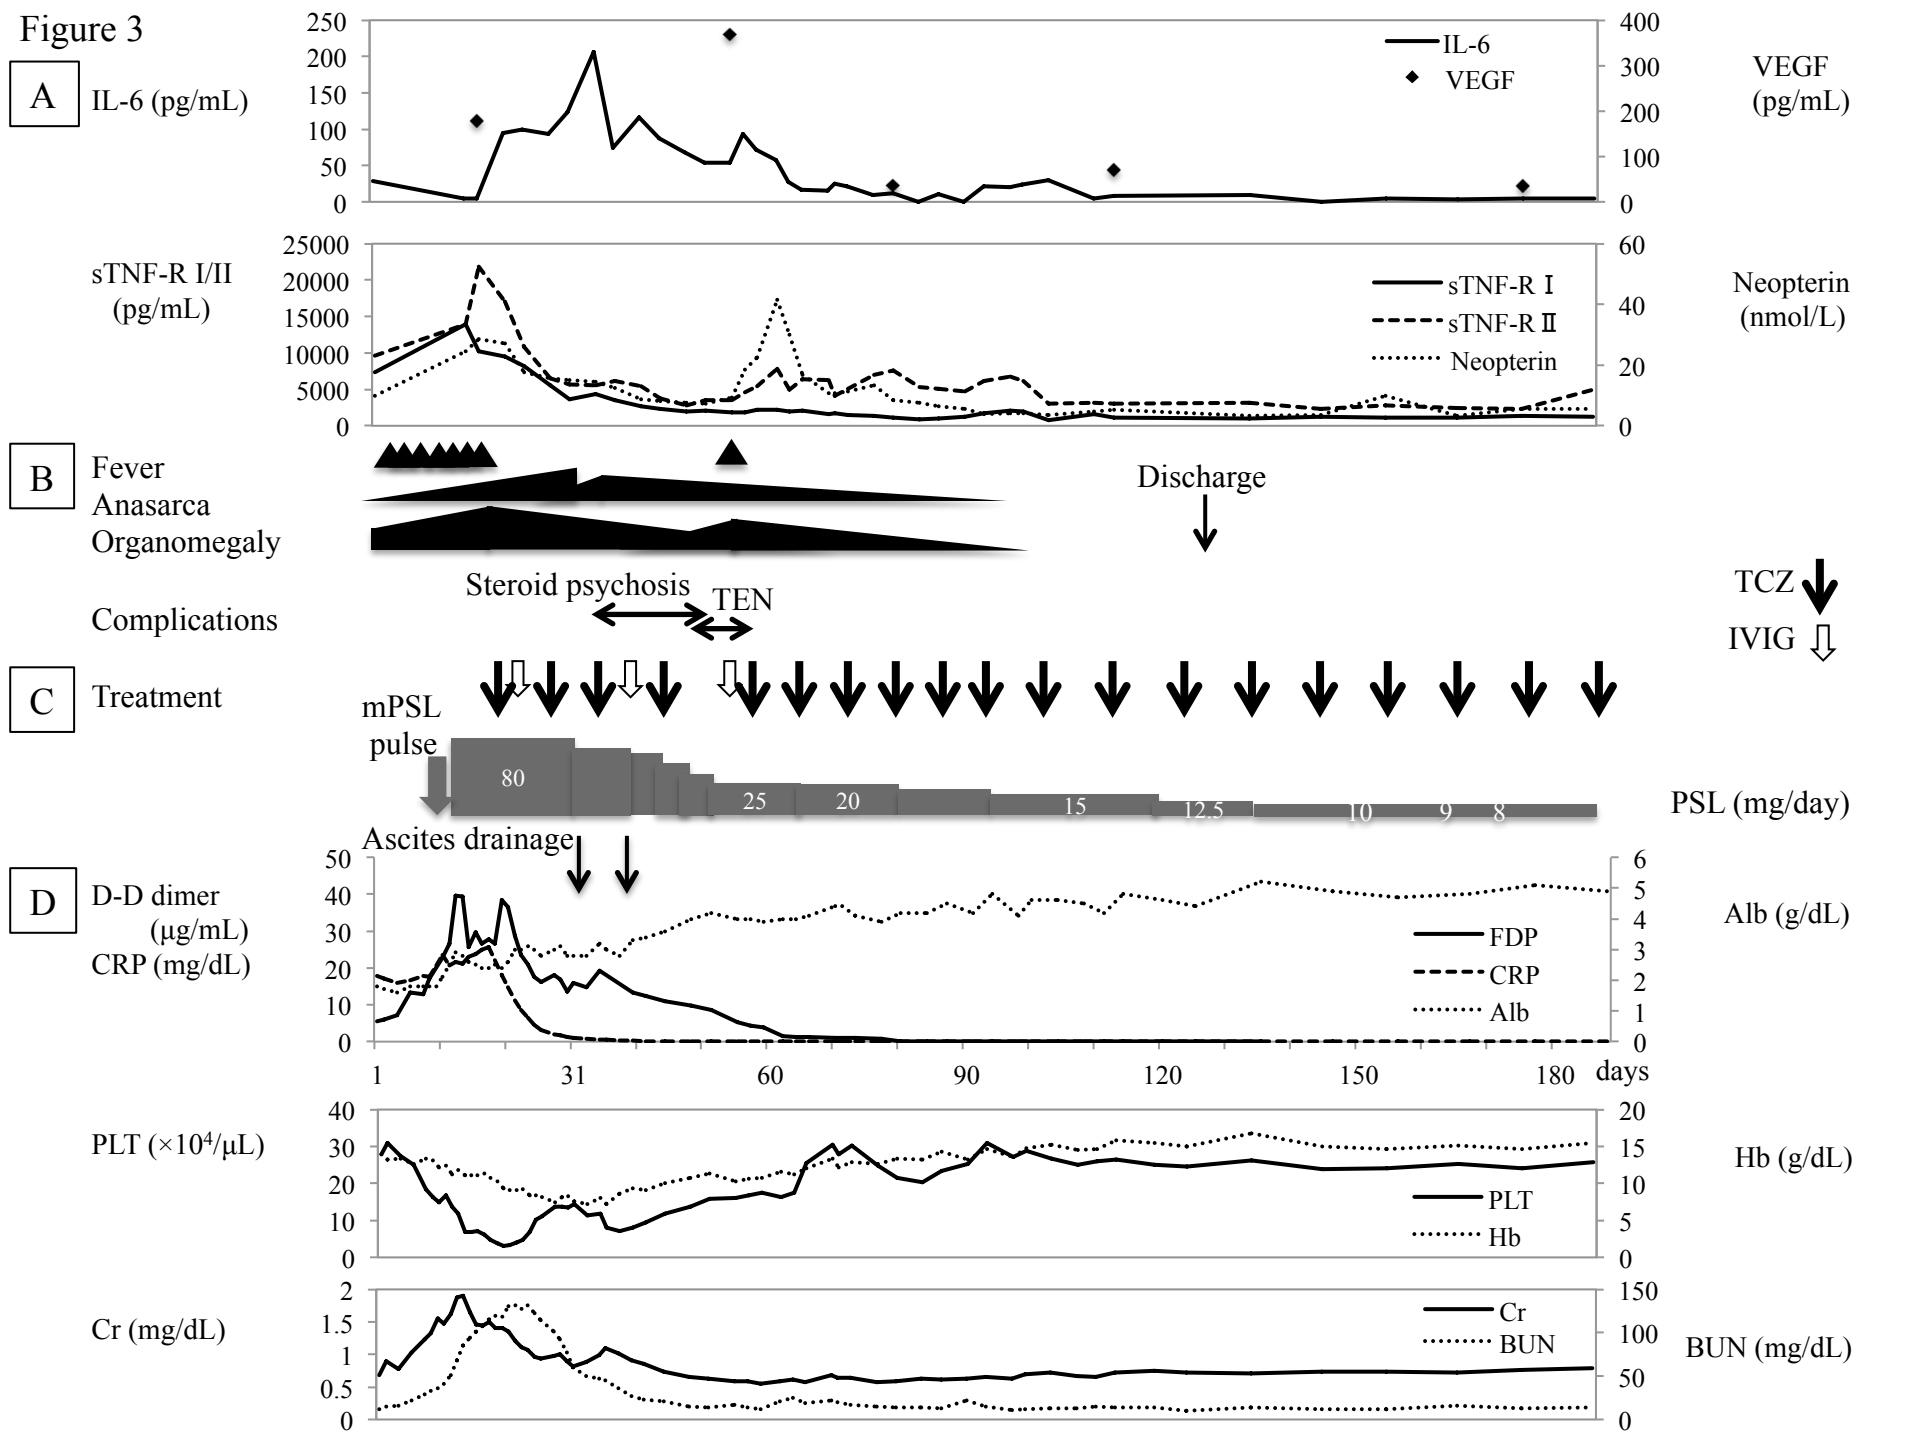 Figure 3
A
IL-6 (pg/mL)
250
200
150
100
50
0
IL-6
VEGF
400
300
200
100
0
VEGF
(pg/mL)
sTNF-R I/II
(pg/mL)
25000
20000
15000
10000
5000
0
sTNF-R Ⅰ
sTNF-R Ⅱ
Neopterin
60
40
20
0
Neopterin
(nmol/L)
B
Fever
Anasarca
Organomegaly
Discharge
Complications
Steroid psychosis
TEN
TCZ
IVIG
C
Treatment
mPSL
pulse
80
25
20
15
12.5
10
9
8
PSL (mg/day)
Ascites drainage
D
D-D dimer
(μg/mL)
CRP (mg/dL)
50
40
30
20
10
0
FDP
CRP
Alb
6
5
4
3
2
1
0
Alb (g/dL)
1 31 60 90 120 150 180 days
PLT (×10⁴/μL)
40
30
20
10
0
PLT
Hb
20
15
10
5
0
Hb (g/dL)
Cr (mg/dL)
2
1.5
1
0.5
0
Cr
BUN
150
100
50
0
BUN (mg/dL)